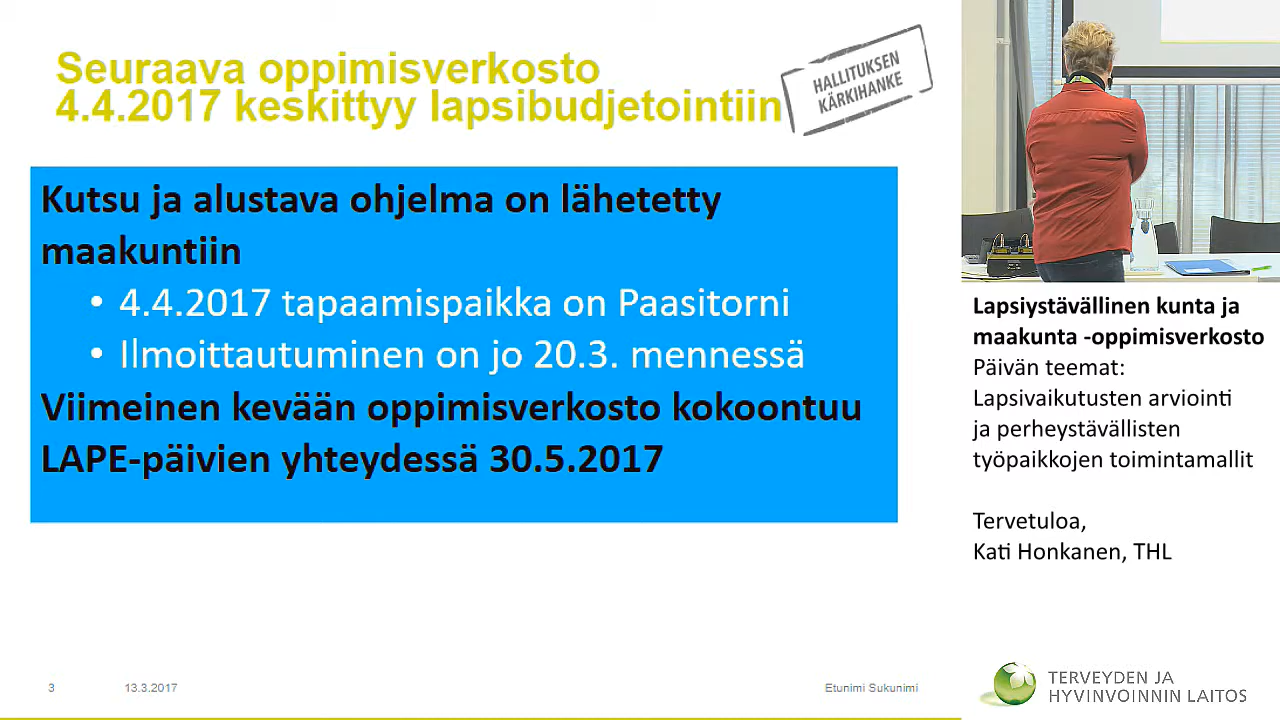 Seuraava oppimisverkosto
4.4.2017 keskittyy lapsibudjetointiin
HALLITUKSEN
KÄRKIHANKE
Kutsu ja alustava ohjelma on lähetetty
maakuntiin
• 4.4.2017 tapaamispaikka on Paasitorni
• Ilmoittautuminen on jo 20.3. mennessä
Viimeinen kevään oppimisverkosto kokoontuu
LAPE-päivien yhteydessä 30.5.2017
3
13.3.2017
Etunimi Sukunimi
Lapsiystävällinen kunta ja
maakunta -oppimisverkosto
Päivän teemat:
Lapsivaikutusten arviointi
ja perheystävällisten
työpaikkojen toimintamallit
Tervetuloa,
Kati Honkanen, THL
TERVEYDEN JA
HYVINVOINNIN LAITOS